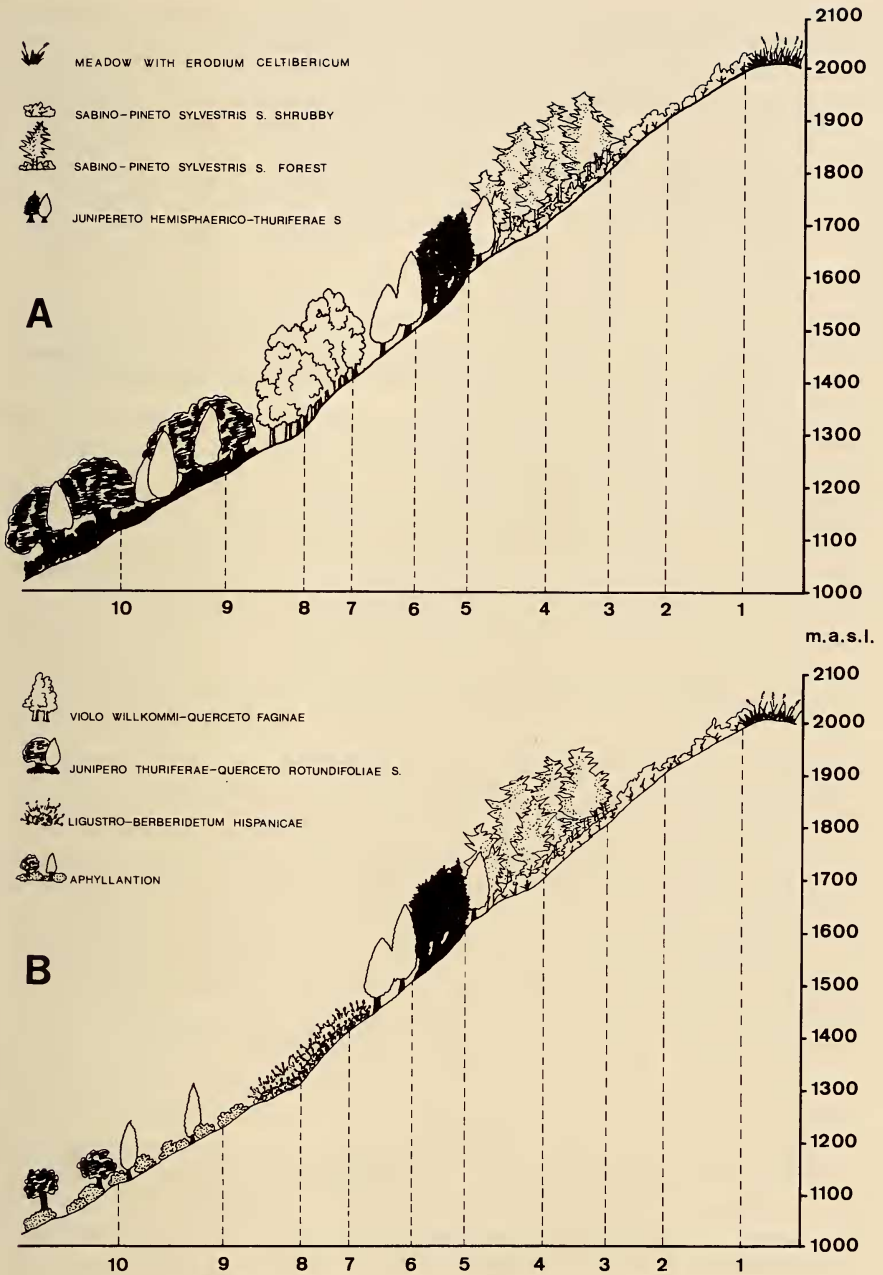 MEADOW WITH ERODIUM CELTIBERICUM
SABINO-PINETO SYLVESTRIS S. SHRUBBY
SABINO-PINETO SYLVESTRIS S. FOREST
JUNIPERETO HEMISPHAERICO-THURIFERAE S
A
2100
2000
1900
1800
1700
1600
1500
1400
1300
1200
1100
1000
10 9 8 7 6 5 4 3 2 1
m.a.s.l.
VIOLO WILLKOMMI-QUERCETO FAGINAE
JUNIPERO THURIFERAE-QUERCETO ROTUNDIFOLIAE S.
LIGUSTRO-BERBERIDETUM HISPANICAE
APHYLLANTION
B
2100
2000
1900
1800
1700
1600
1500
1400
1300
1200
1100
1000
10 9 8 7 6 5 4 3 2 1